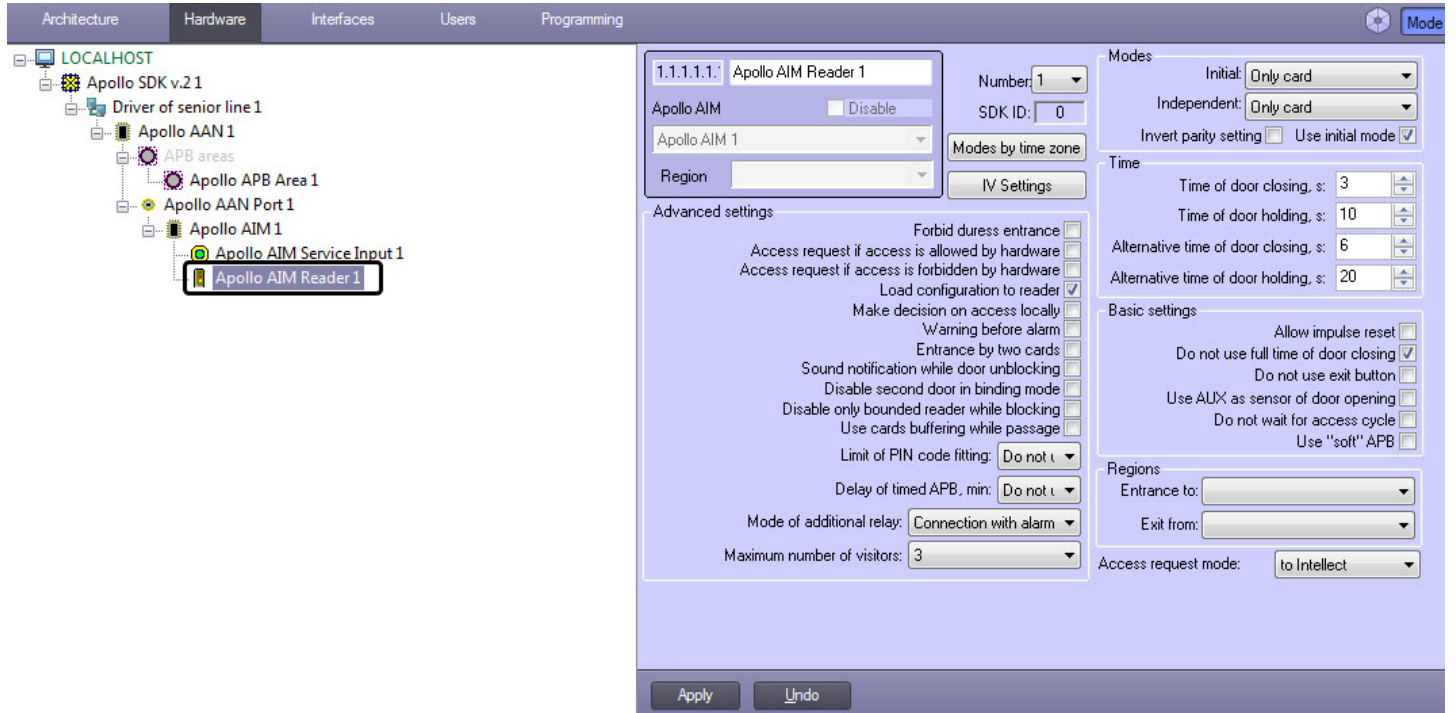 Architecture Hardware Interfaces Users Programming Mode
LOCALHOST
Apollo SDK v.2 1
Driver of senior line 1
Apollo AAN 1
APB areas
Apollo APB Area 1
Apollo AAN Port 1
Apollo AIM 1
Apollo AIM Service Input 1
Apollo AIM Reader 1
1.1.1.1.1. Apollo AIM Reader 1
Apollo AIM Disable
Apollo AIM 1
Region
Number: 1
SDK ID: 0
Modes by time zone
IV Settings
Advanced settings
Forbid duress entrance
Access request if access is allowed by hardware
Access request if access is forbidden by hardware
Load configuration to reader
Make decision on access locally
Warning before alarm
Entrance by two cards
Sound notification while door unblocking
Disable second door in binding mode
Disable only bounded reader while blocking
Use cards buffering while passage
Limit of PIN code fitting: Do not
Delay of timed APB, min: Do not
Mode of additional relay: Connection with alarm
Maximum number of visitors: 3
Modes
Initial: Only card
Independent: Only card
Invert parity setting Use initial mode
Time
Time of door closing, s: 3
Time of door holding, s: 10
Alternative time of door closing, s: 6
Alternative time of door holding, s: 20
Basic settings
Allow impulse reset
Do not use full time of door closing
Do not use exit button
Use AUX as sensor of door opening
Do not wait for access cycle
Use "soft" APB
Regions
Entrance to:
Exit from:
Access request mode: to Intellect
Apply Undo